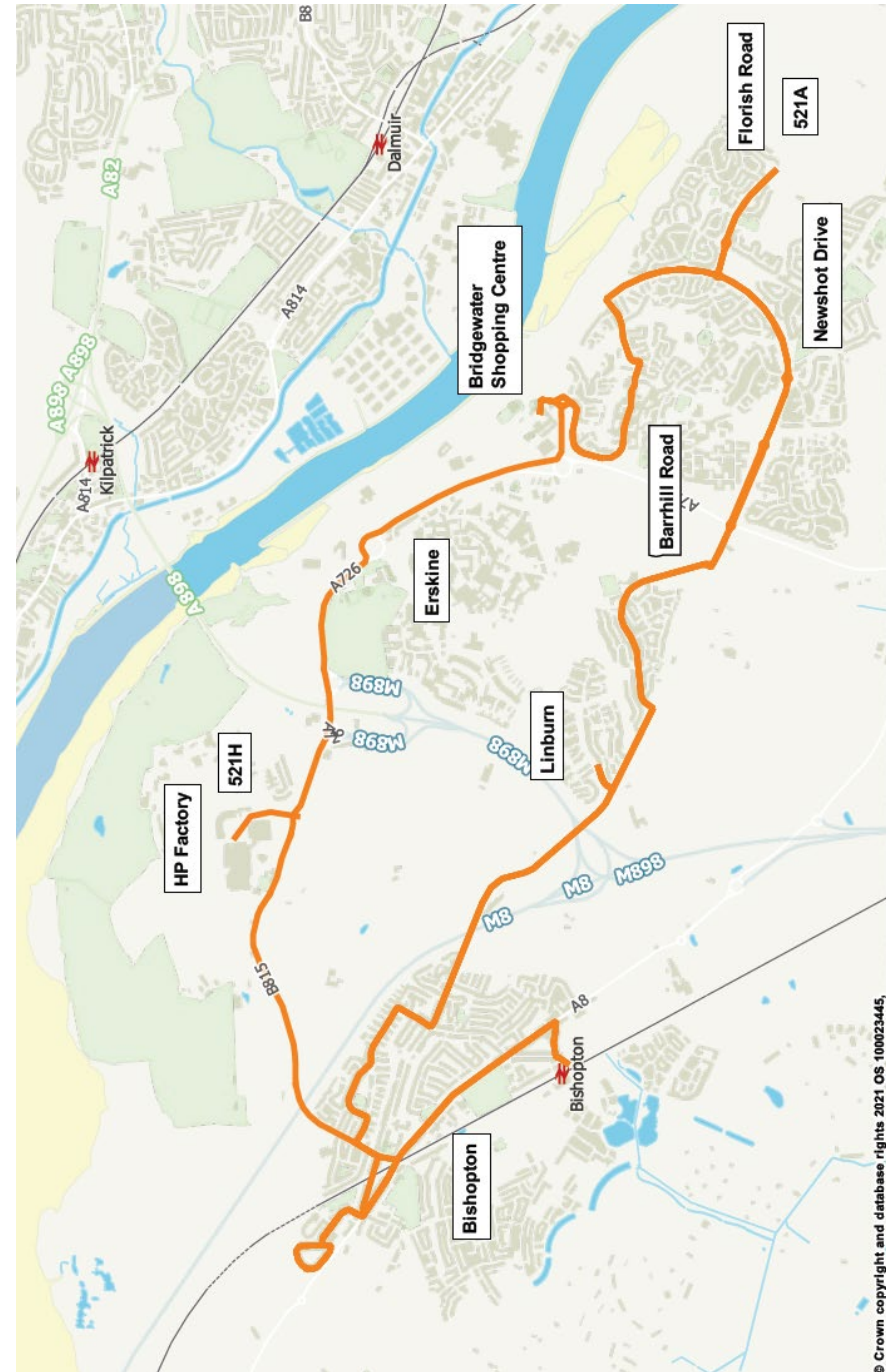 A898 A898
A814
Kilpatrick
A82
HP Factory
A898
521H
B815
A814
B8
A726
M898
M898
Dalmuir
Erskine
Bishopton
Bridgewater
Shopping Centre
M8
M898
Linburn
M8
Bishopton
A8
M898
Barrhill Road
Florish Road
521A
Newshot Drive
© Crown copyright and database rights 2021 OS 100023445,